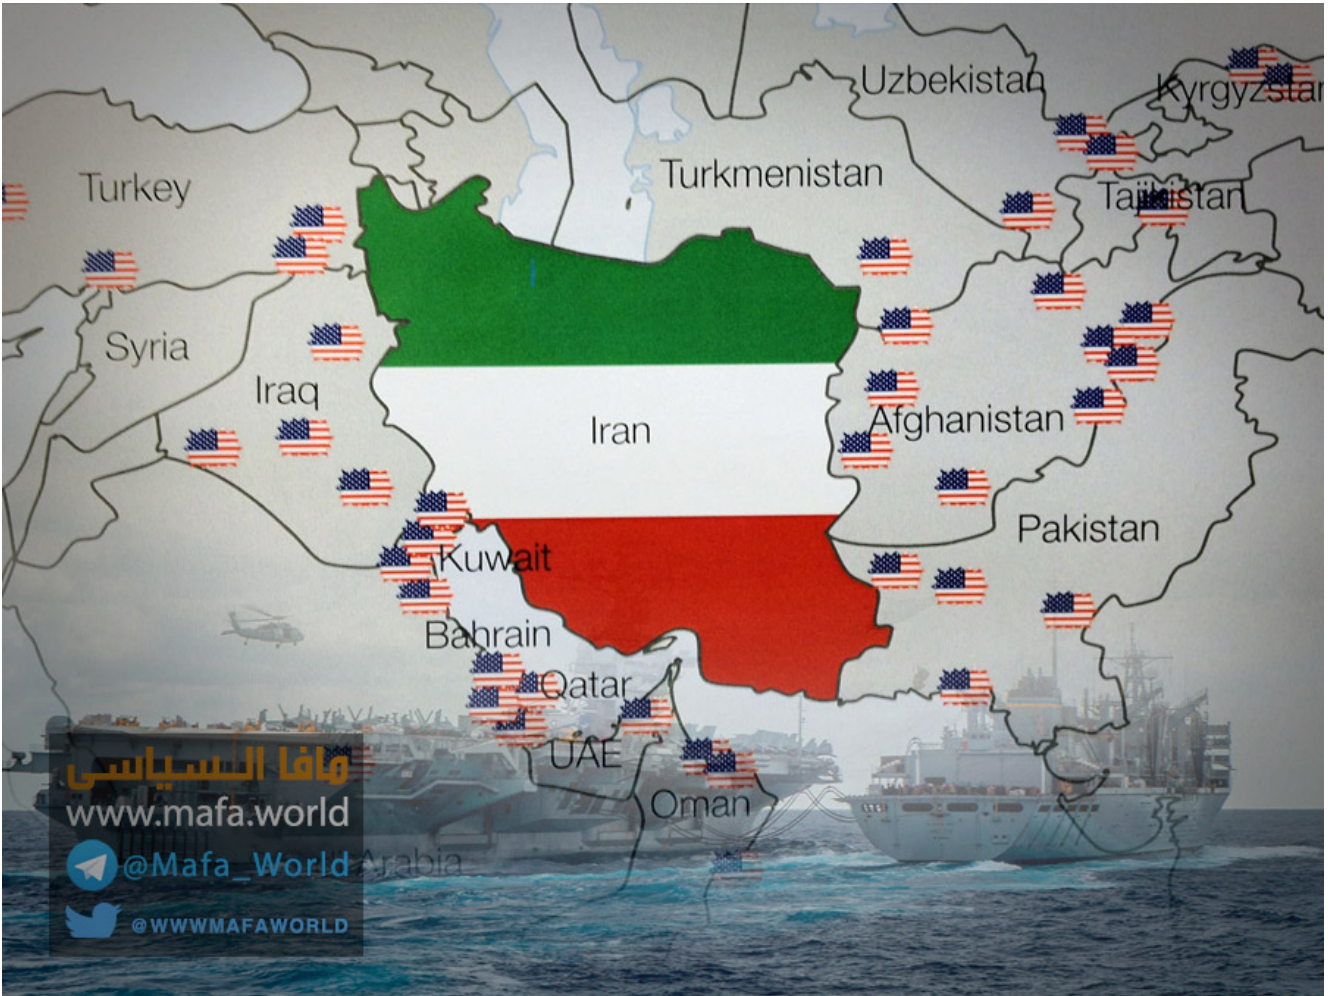 Uzbekistan
Kyrgyzstan
Turkey
Turkmenistan
Tajikistan
Syria
Iraq
Iran
Afghanistan
Pakistan
Kuwait
Bahrain
Qatar
UAE
Oman
Arabia
مافا السياسي
www.mafa.world
@Mafa_World
@WWWMAFAWORLD